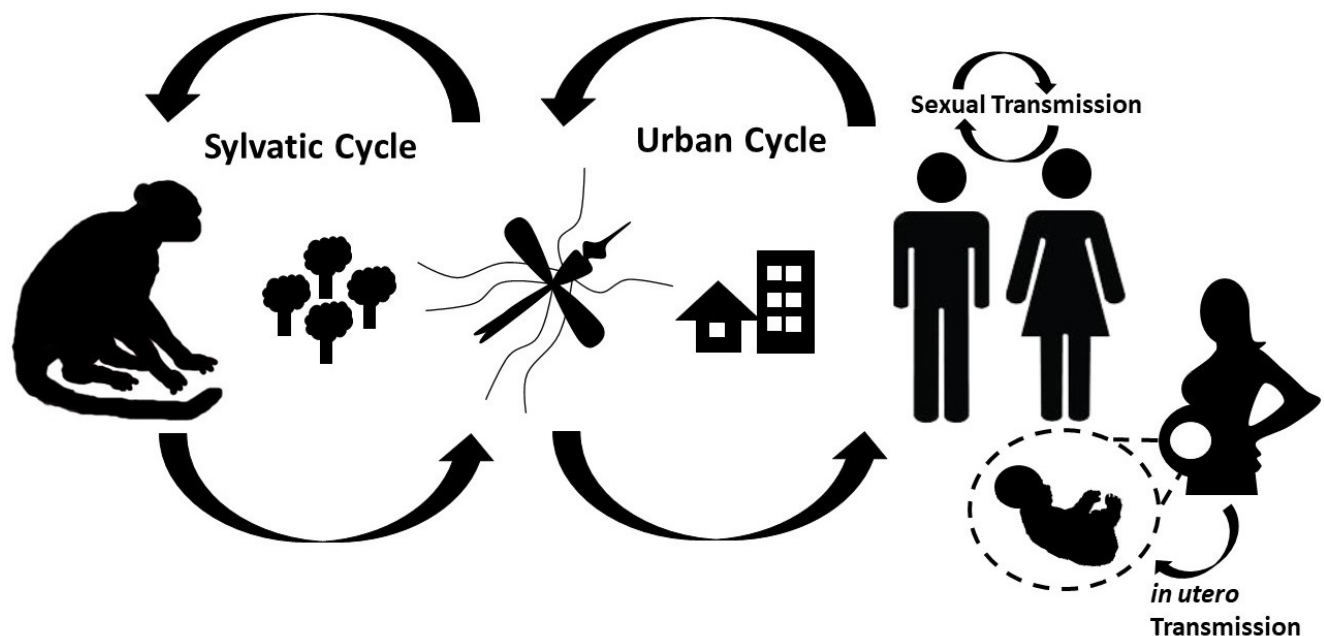 Sylvatic Cycle
Urban Cycle
Sexual Transmission
in utero
Transmission